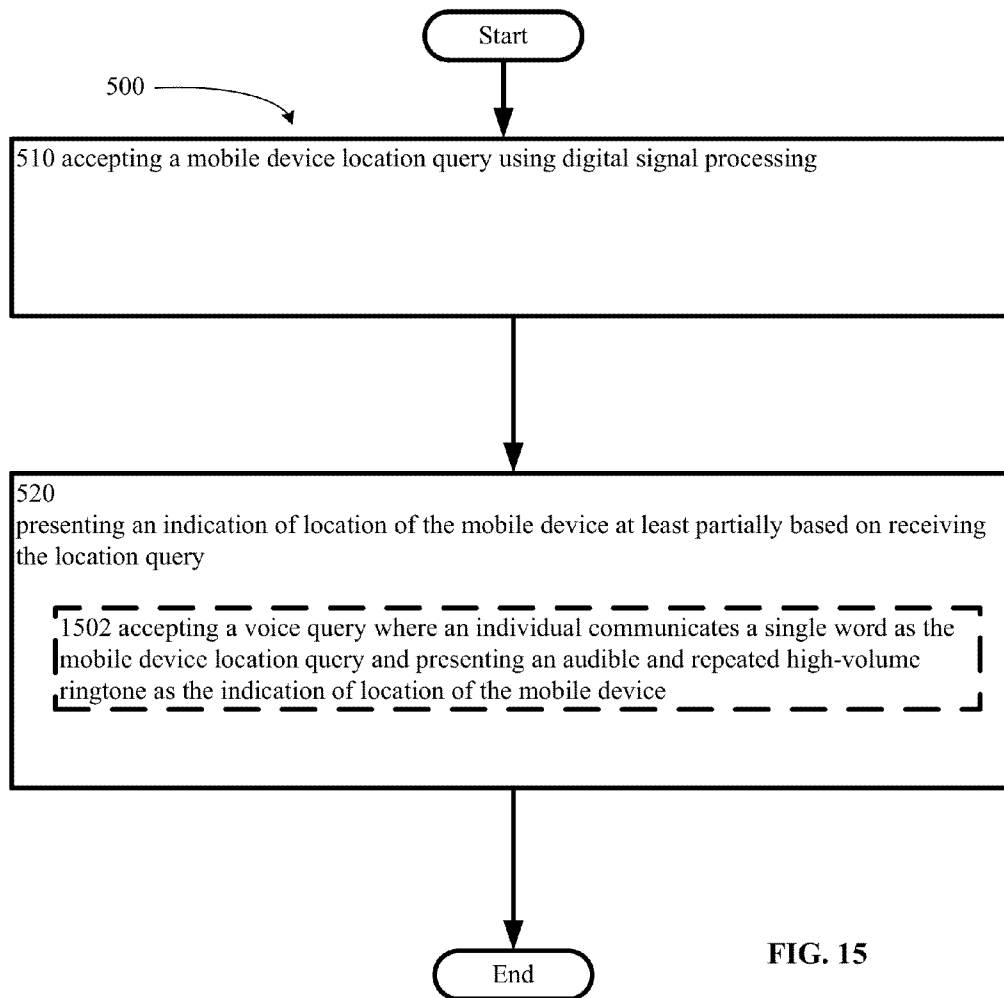 Start
500
510 accepting a mobile device location query using digital signal processing
520
presenting an indication of location of the mobile device at least partially based on receiving
the location query
1502 accepting a voice query where an individual communicates a single word as the
mobile device location query and presenting an audible and repeated high-volume
ringtone as the indication of location of the mobile device
End
FIG. 15